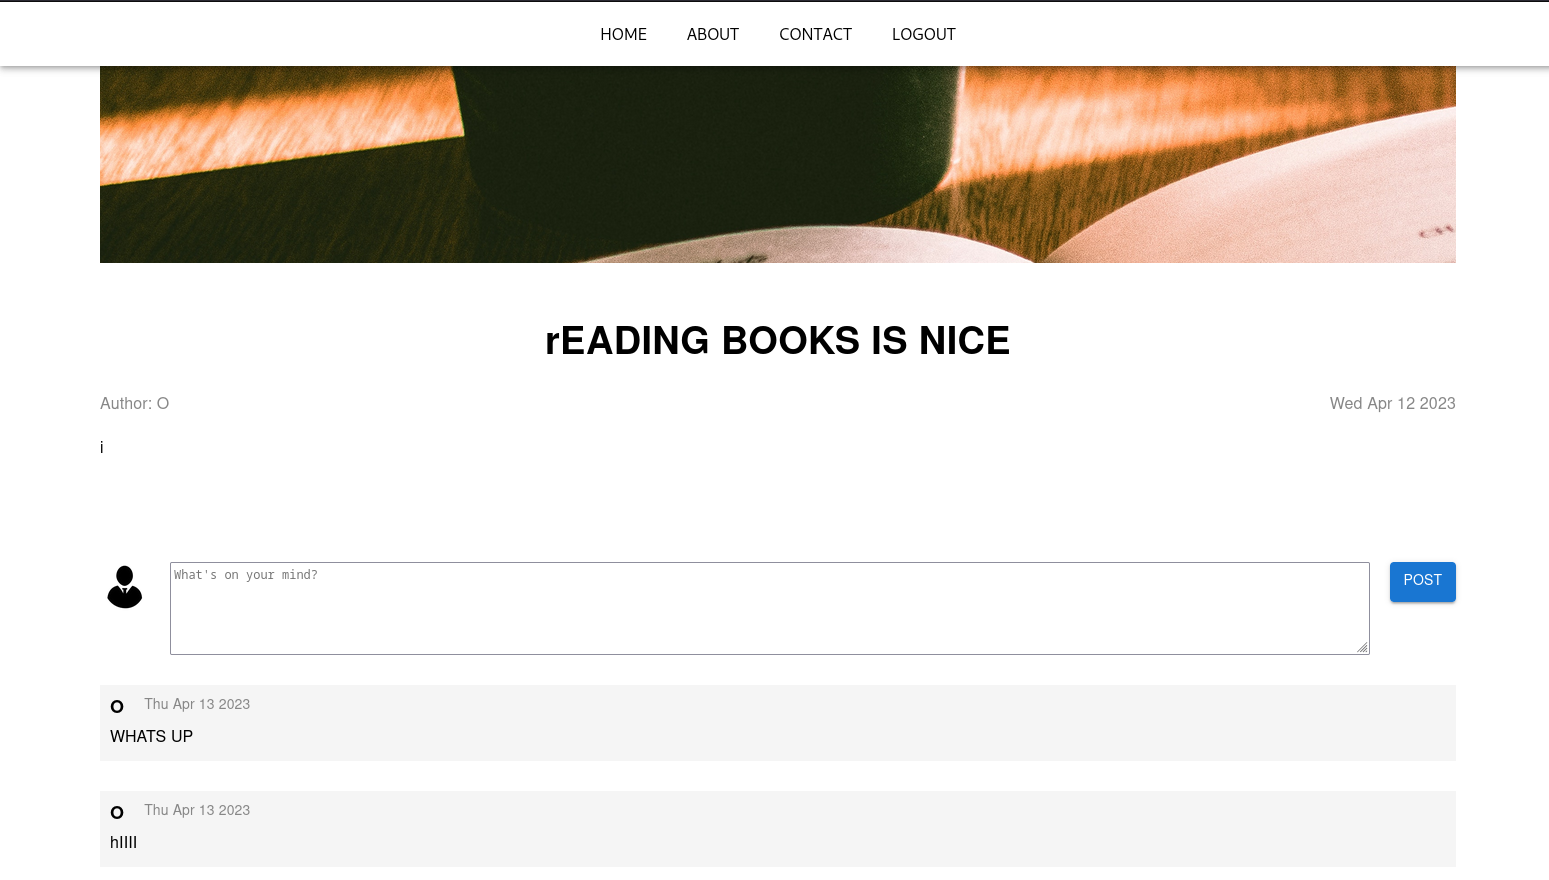 HOME ABOUT CONTACT LOGOUT
rEADING BOOKS IS NICE
Author: O Wed Apr 12 2023
i
What's on your mind?
POST
O Thu Apr 13 2023
WHATS UP
O Thu Apr 13 2023
hIIII